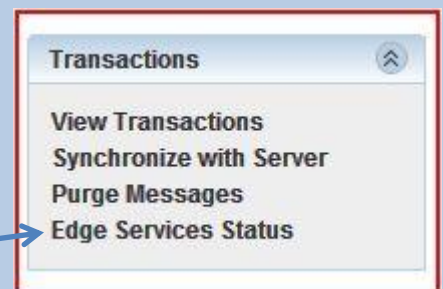 Transactions
View Transactions
Synchronize with Server
Purge Messages
Edge Services Status